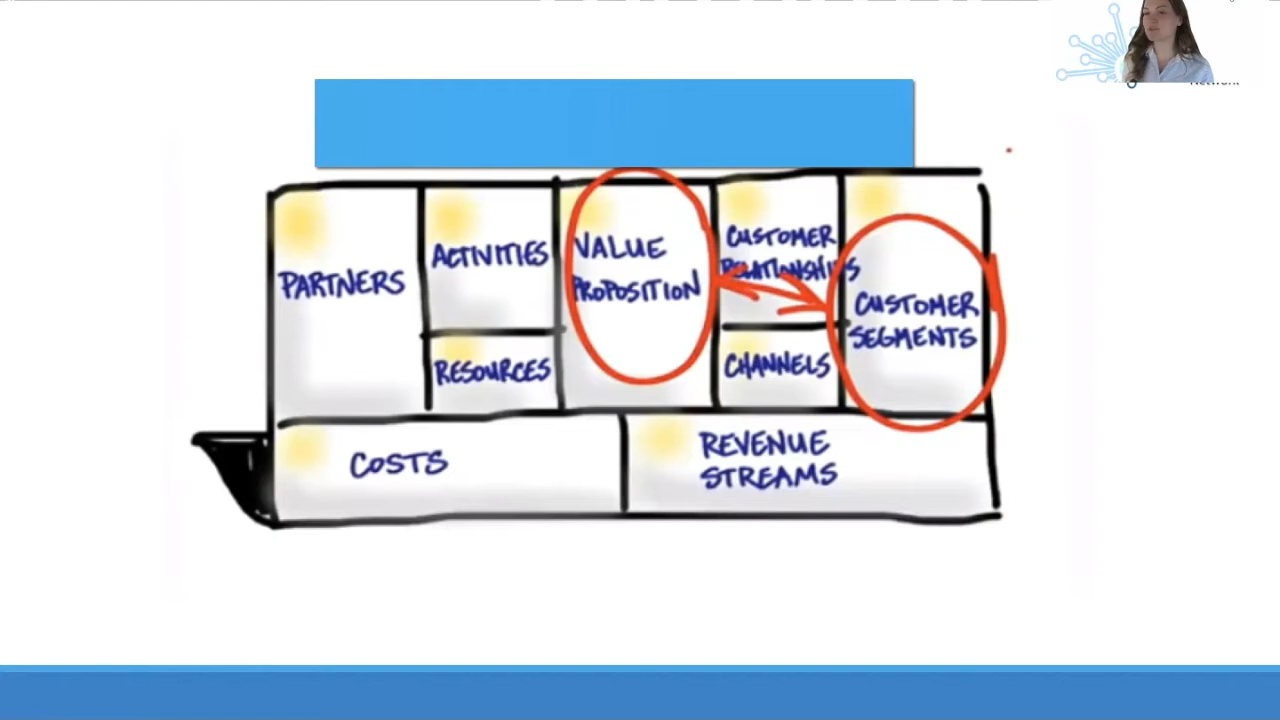 PARTNERS
ACTIVITIES
RESOURCES
VALUE
PROPOSITION
CUSTOMER
RELATIONSHIPS
CHANNELS
CUSTOMER
SEGMENTS
COSTS
REVENUE
STREAMS